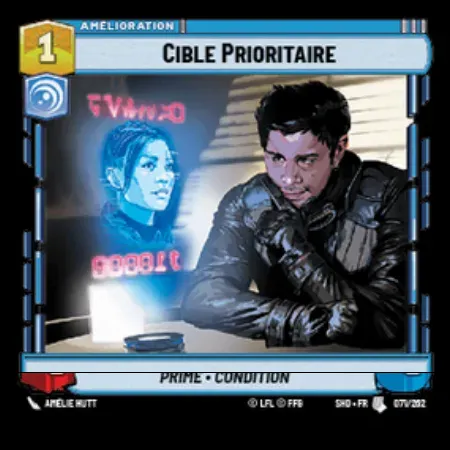 AMÉLIORATION
1
CIBLE PRIORITAIRE
PRIME • CONDITION
AMÉLIE HUTT
© LFL © FFG
SHD • FR
071/262